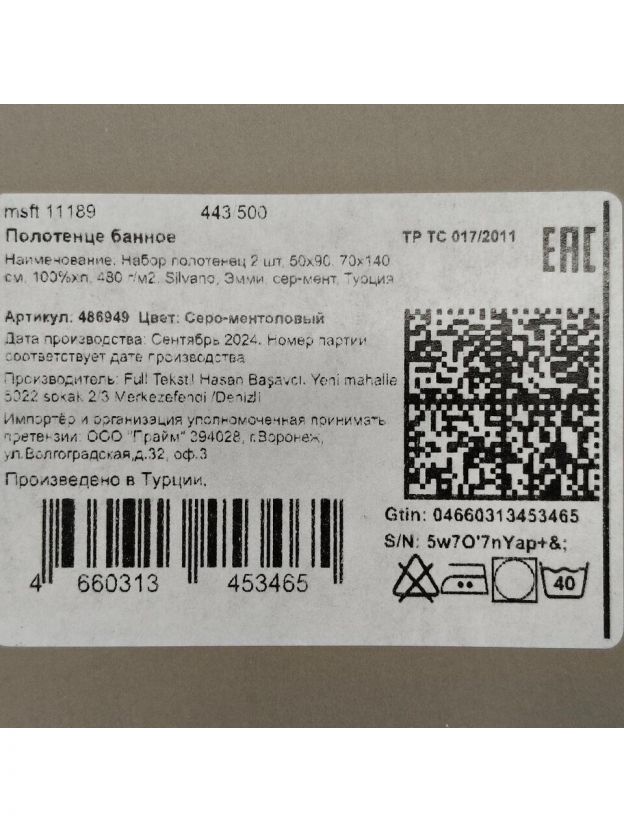 msft 11189 443/500
Полотенце банное
ТР ТС 017/2011
EAC
Наименование: Набор полотенец 2 шт, 50х90, 70х140
см, 100%хл, 480 г/м2, Silvano, Эмми, сер-мент, Турция
Артикул: 486949 Цвет: Серо-ментоловый
Дата производства: Сентябрь 2024. Номер партии
соответствует дате производства
Производитель: Full Tekstil Hasan Başavcı. Yeni mahalle
5022 sokak 2/3 Merkezefendi /Denizli
Импортёр и организация уполномоченная принимать
претензии: ООО "Прайм" 394028, г.Воронеж,
ул.Волгоградская,д.32, оф.3
Произведено в Турции.
Gtin: 04660313453465
S/N: 5w7O'7nYap+&;
4 660313 453465
40